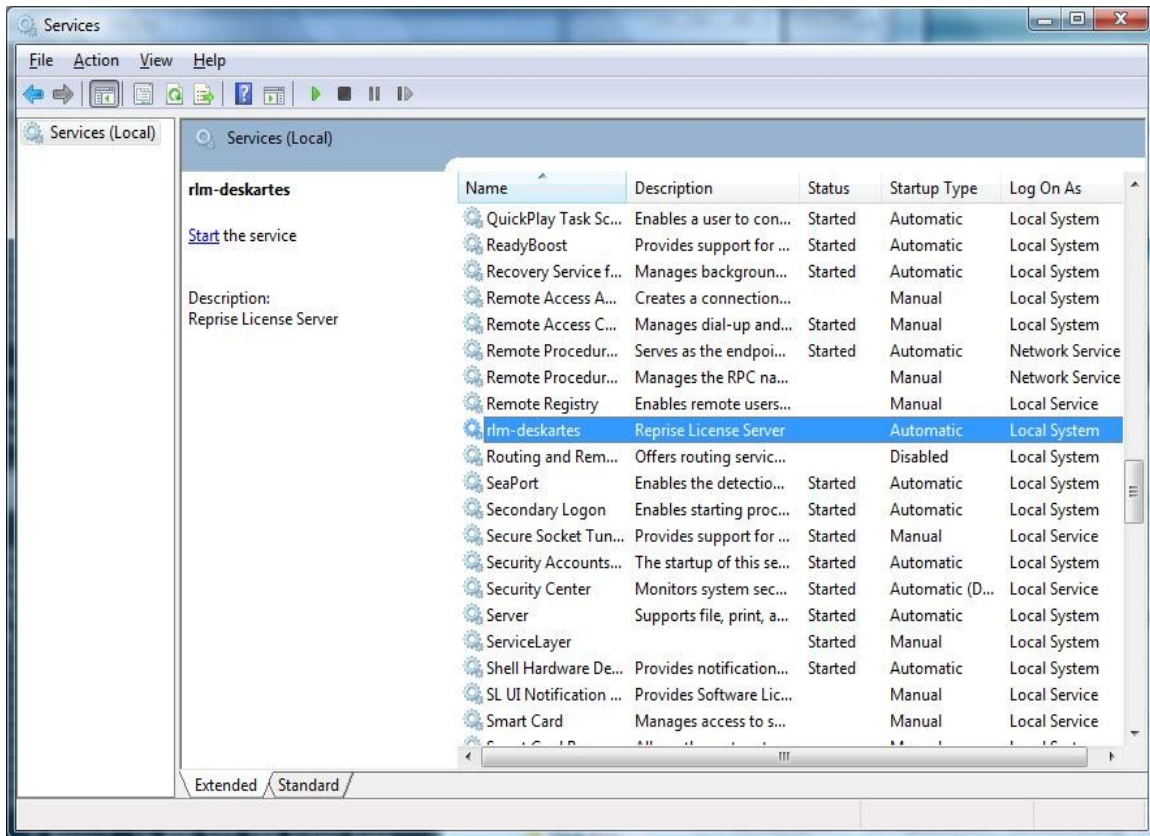 Services
File Action View Help
Services (Local)
Services (Local)
rlm-deskartes
Start the service
Description:
Reprise License Server
Name Description Status Startup Type Log On As
QuickPlay Task Sc... Enables a user to con... Started Automatic Local System
ReadyBoost Provides support for ... Started Automatic Local System
Recovery Service f... Manages backgroun... Started Automatic Local System
Remote Access A... Creates a connection... Manual Local System
Remote Access C... Manages dial-up and... Started Manual Local System
Remote Procedur... Serves as the endpoi... Started Automatic Network Service
Remote Procedur... Manages the RPC na... Manual Network Service
Remote Registry Enables remote users... Manual Local Service
rlm-deskartes Reprise License Server Automatic Local System
Routing and Rem... Offers routing servic... Disabled Local System
SeaPort Enables the detectio... Started Automatic Local System
Secondary Logon Enables starting proc... Started Automatic Local System
Secure Socket Tun... Provides support for ... Started Manual Local Service
Security Accounts... The startup of this se... Started Automatic Local System
Security Center Monitors system sec... Started Automatic (D... Local Service
Server Supports file, print, a... Started Automatic Local System
ServiceLayer Started Manual Local System
Shell Hardware De... Provides notification... Started Automatic Local System
SL UI Notification ... Provides Software Lic... Manual Local Service
Smart Card Manages access to s... Manual Local Service
Extended Standard